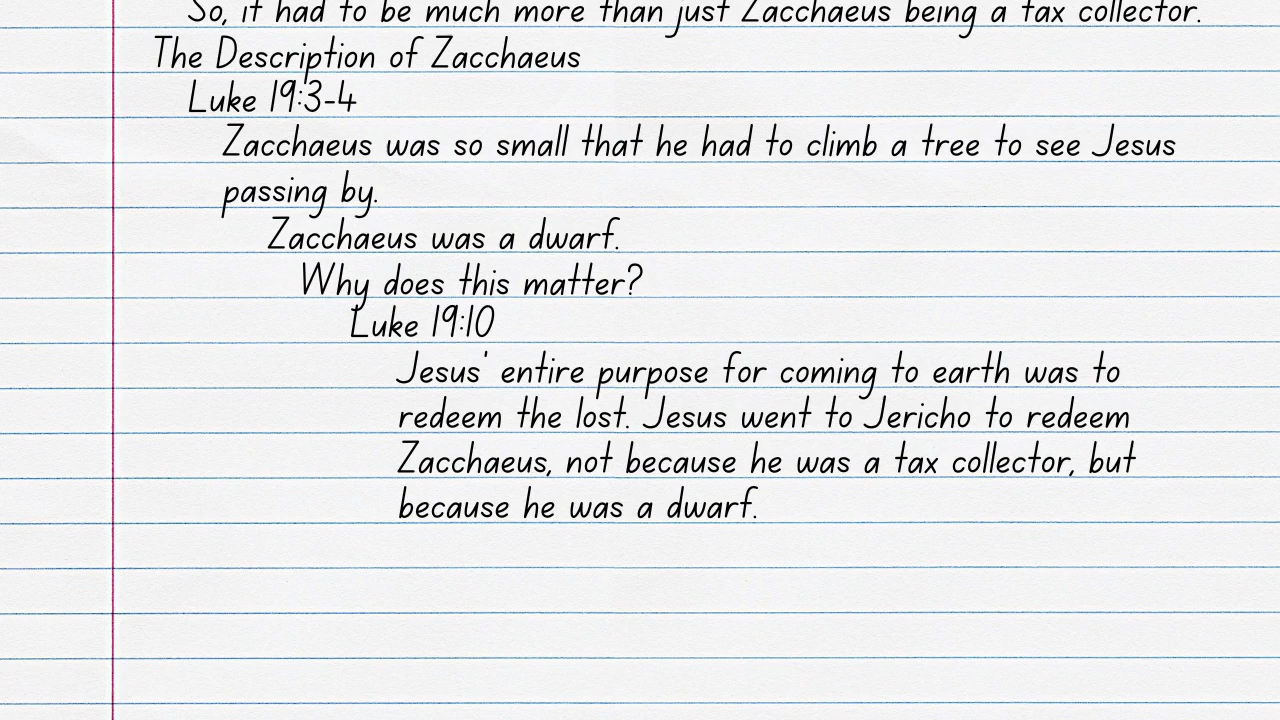 So, it had to be much more than just Zacchaeus being a tax collector.
The Description of Zacchaeus
Luke 19:3-4
Zacchaeus was so small that he had to climb a tree to see Jesus
passing by.
Zacchaeus was a dwarf.
Why does this matter?
Luke 19:10
Jesus' entire purpose for coming to earth was to
redeem the lost. Jesus went to Jericho to redeem
Zacchaeus, not because he was a tax collector, but
because he was a dwarf.